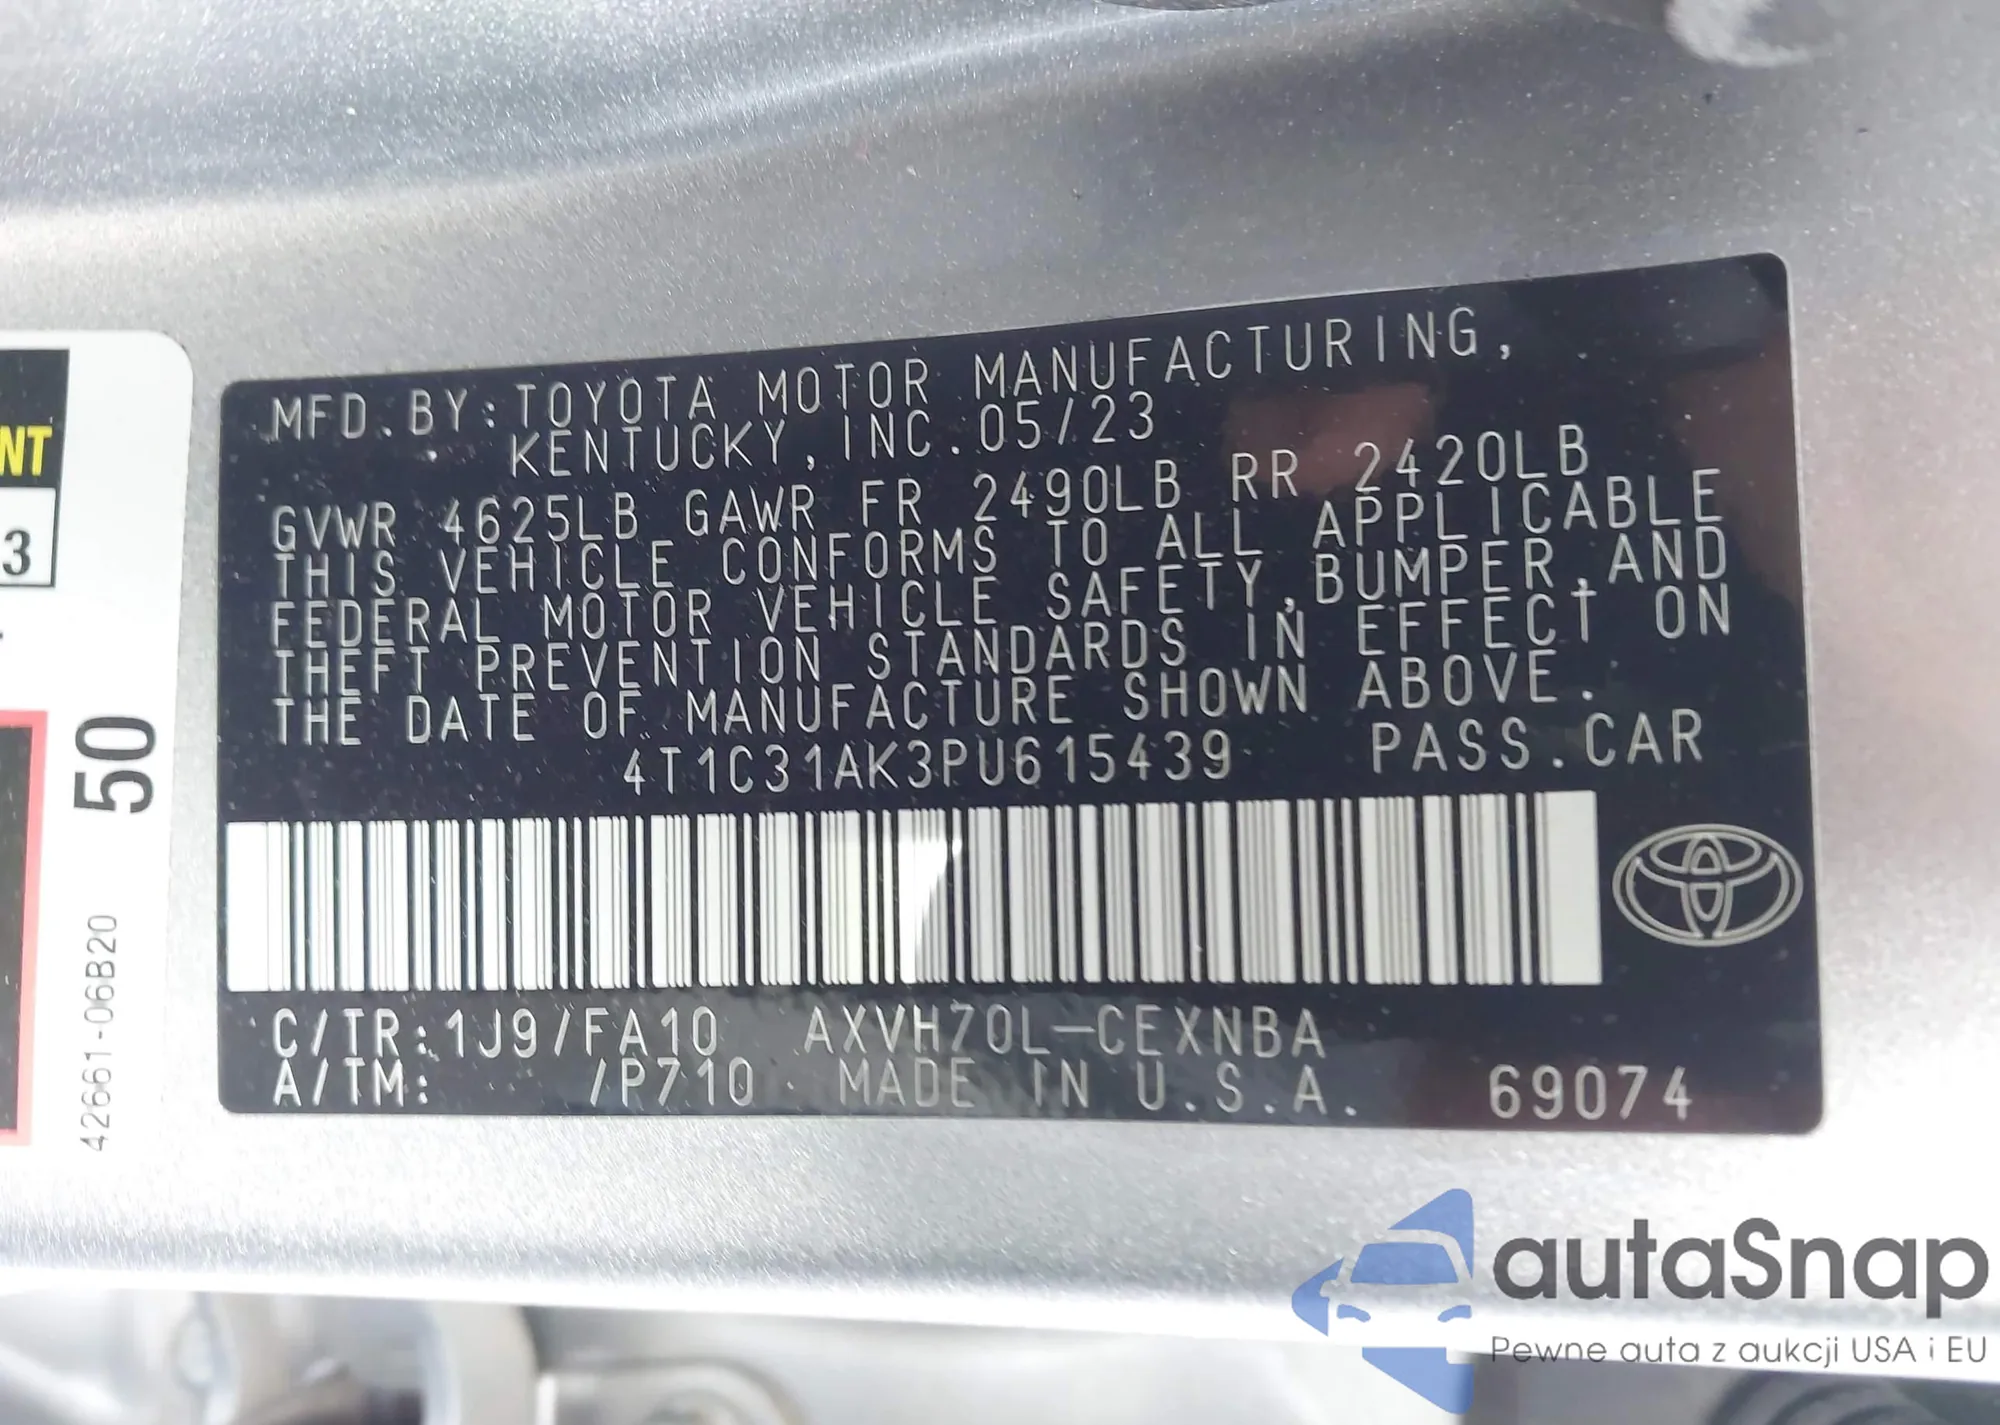 NT
3
50
42661-06B20
MFD.BY:TOYOTA MOTOR MANUFACTURING,
KENTUCKY,INC.05/23
GVWR 4625LB GAWR FR 2490LB RR 2420LB
THIS VEHICLE CONFORMS TO ALL APPLICABLE
FEDERAL MOTOR VEHICLE SAFETY,BUMPER,AND
THEFT PREVENTION STANDARDS IN EFFECT ON
THE DATE OF MANUFACTURE SHOWN ABOVE.
4T1C31AK3PU615439 PASS.CAR
C/TR:1J9/FA10 AXVH70L-CEXNBA
A/TM: /P710 MADE IN U.S.A. 69074
autaSnap
Pewne auta z aukcji USA i EU